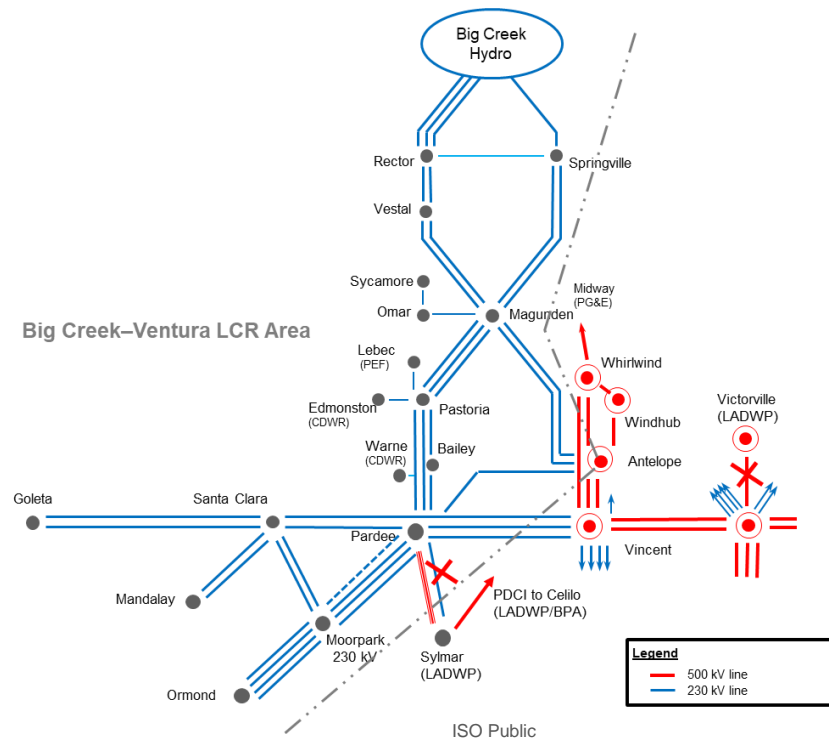 Big Creek
Hydro
Rector
Springville
Vestal
Sycamore
Omar
Magunden
Midway
(PG&E)
Big Creek–Ventura LCR Area
Lebec
(PEF)
Whirlwind
Victorville
(LADWP)
Edmonston
(CDWR)
Pastoria
Windhub
Warne
(CDWR)
Bailey
Antelope
Goleta
Santa Clara
Pardee
Vincent
Mandalay
PDCI to Celilo
(LADWP/BPA)
Moorpark
230 kV
Sylmar
(LADWP)
Legend
500 kV line
230 kV line
Ormond
ISO Public